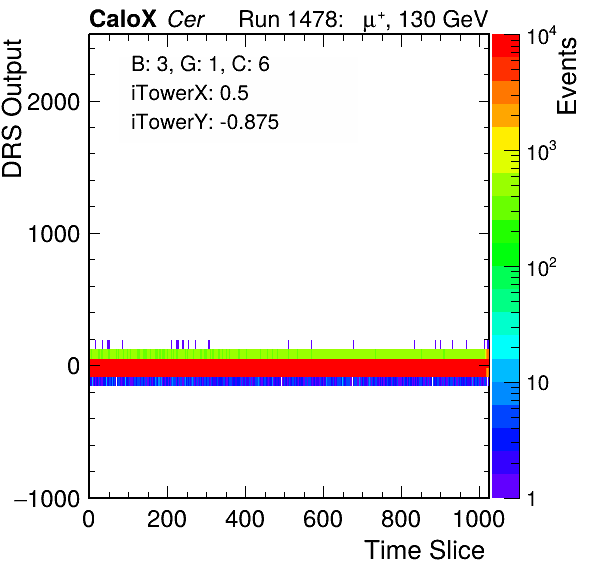 CaloX Cer Run 1478: μ⁺, 130 GeV
B: 3, G: 1, C: 6
iTowerX: 0.5
iTowerY: -0.875
DRS Output
2000
1000
0
−1000
0 200 400 600 800 1000
Time Slice
Events
10⁴
10³
10²
10
1